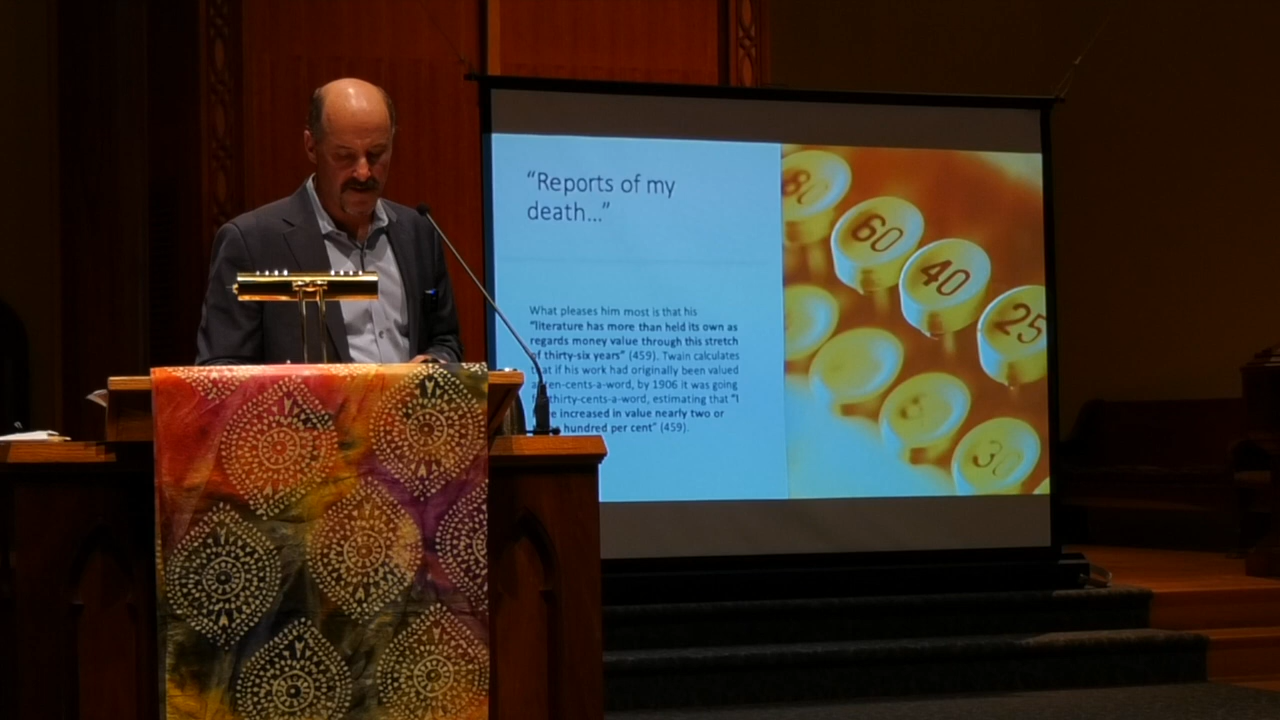 “Reports of my
death...”
What pleases him most is that his
“literature has more than held its own as
regards money value through this stretch
of thirty-six years” (459). Twain calculates
that if his work had originally been valued
ten-cents-a-word, by 1906 it was going
thirty-cents-a-word, estimating that “I
increased in value nearly two or
hundred per cent” (459).
80
60
40
25
30